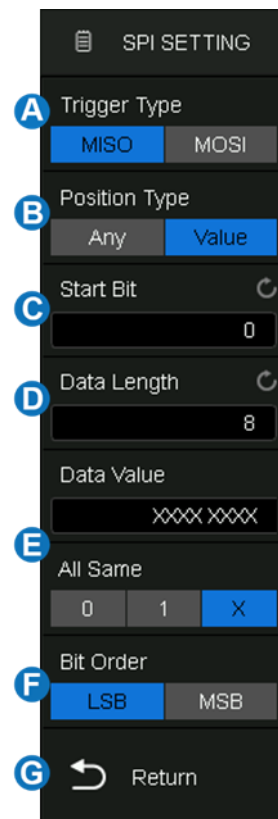 SPI SETTING
A Trigger Type
MISO MOSI
B Position Type
Any Value
C Start Bit
0
D Data Length
8
Data Value
XXXX XXXX
E
All Same
0 1 X
Bit Order
F
LSB MSB
G Return